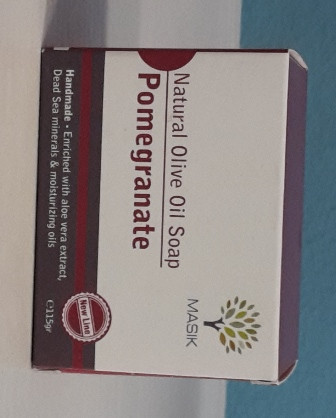 MASIK
Natural Olive Oil Soap
Pomegranate
New Line
Handmade • Enriched with aloe vera extract,
Dead Sea minerals & moisturizing oils
℮115gr